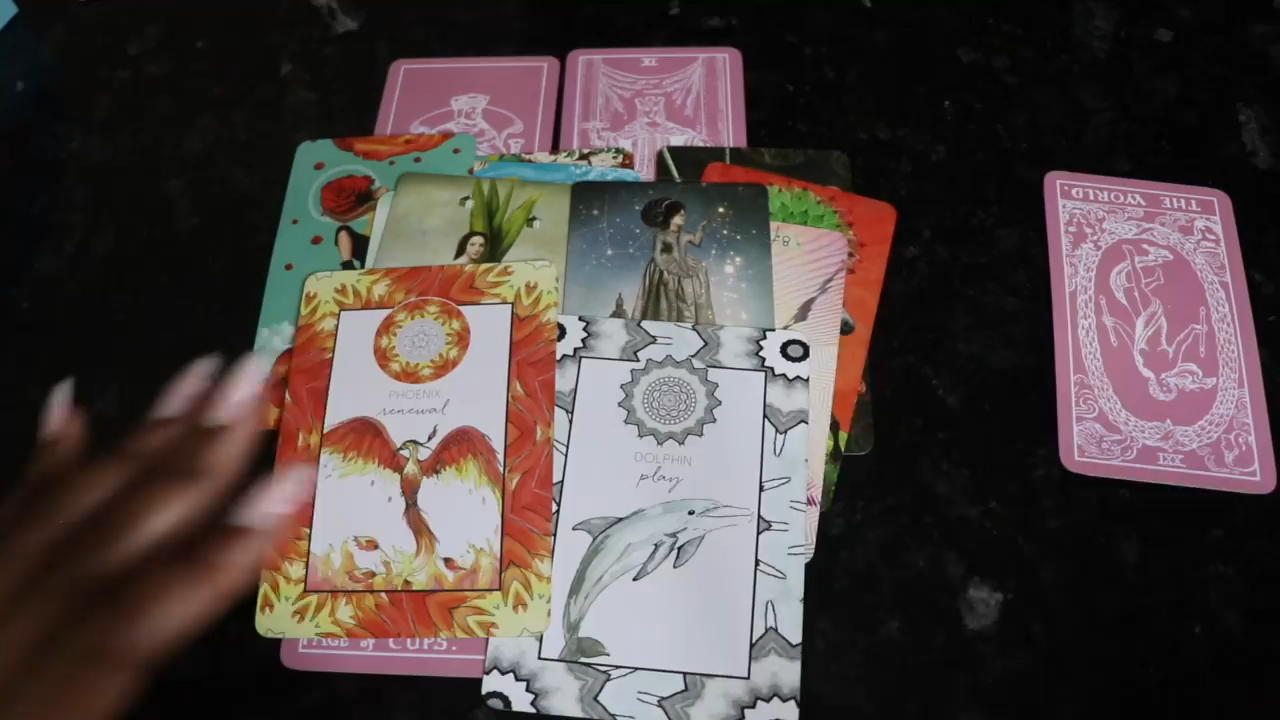 PHOENIX
renewal
DOLPHIN
play
PAGE of CUPS.
THE WORLD.
XXI